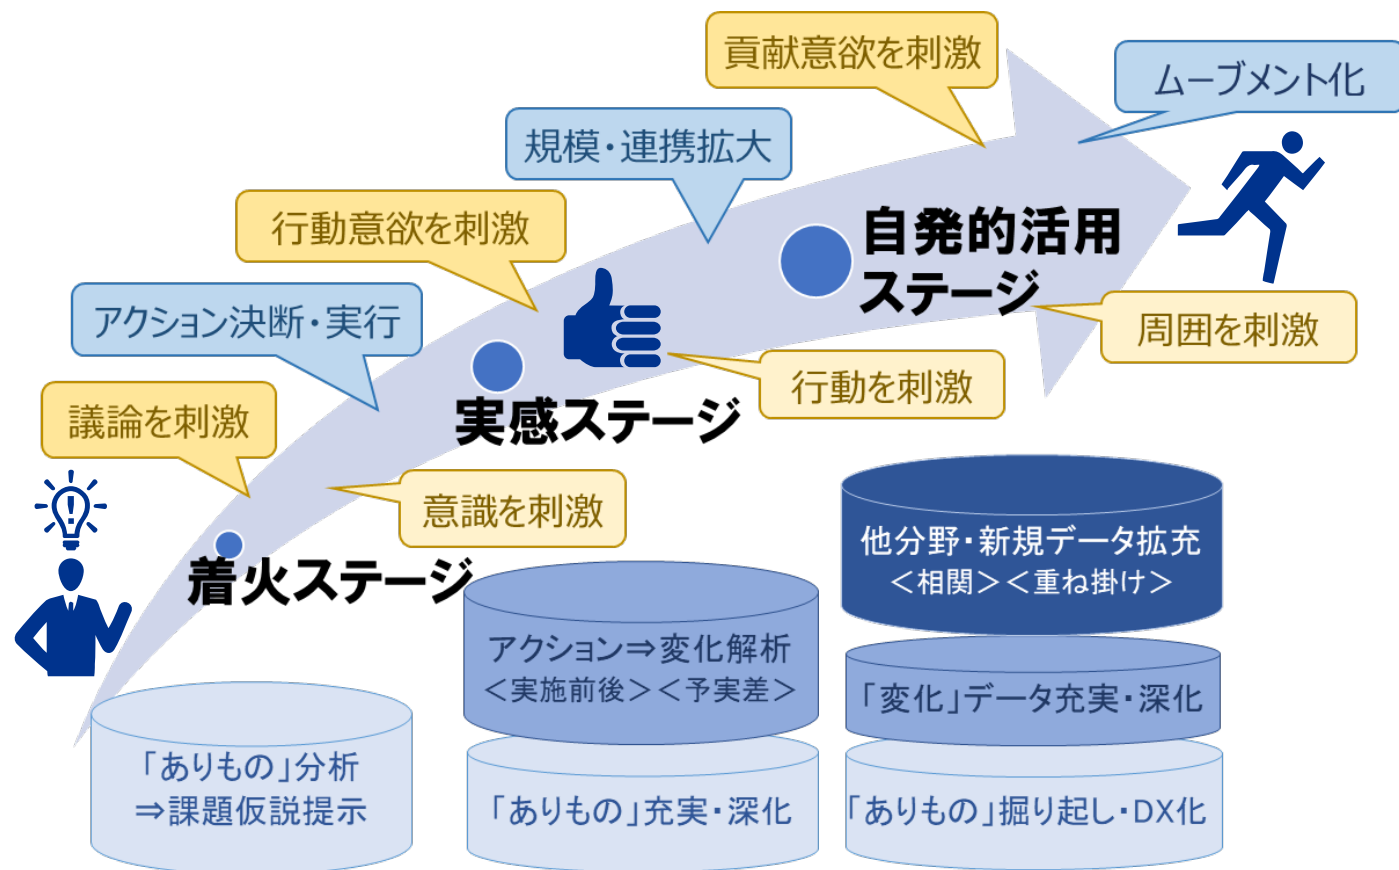 貢献意欲を刺激
ムーブメント化
規模・連携拡大
行動意欲を刺激
自発的活用
ステージ
アクション決断・実行
周囲を刺激
行動を刺激
議論を刺激
実感ステージ
意識を刺激
着火ステージ
他分野・新規データ拡充
＜相関＞＜重ね掛け＞
アクション⇒変化解析
＜実施前後＞＜予実差＞
「変化」データ充実・深化
「ありもの」分析
⇒課題仮説提示
「ありもの」充実・深化
「ありもの」掘り起し・DX化